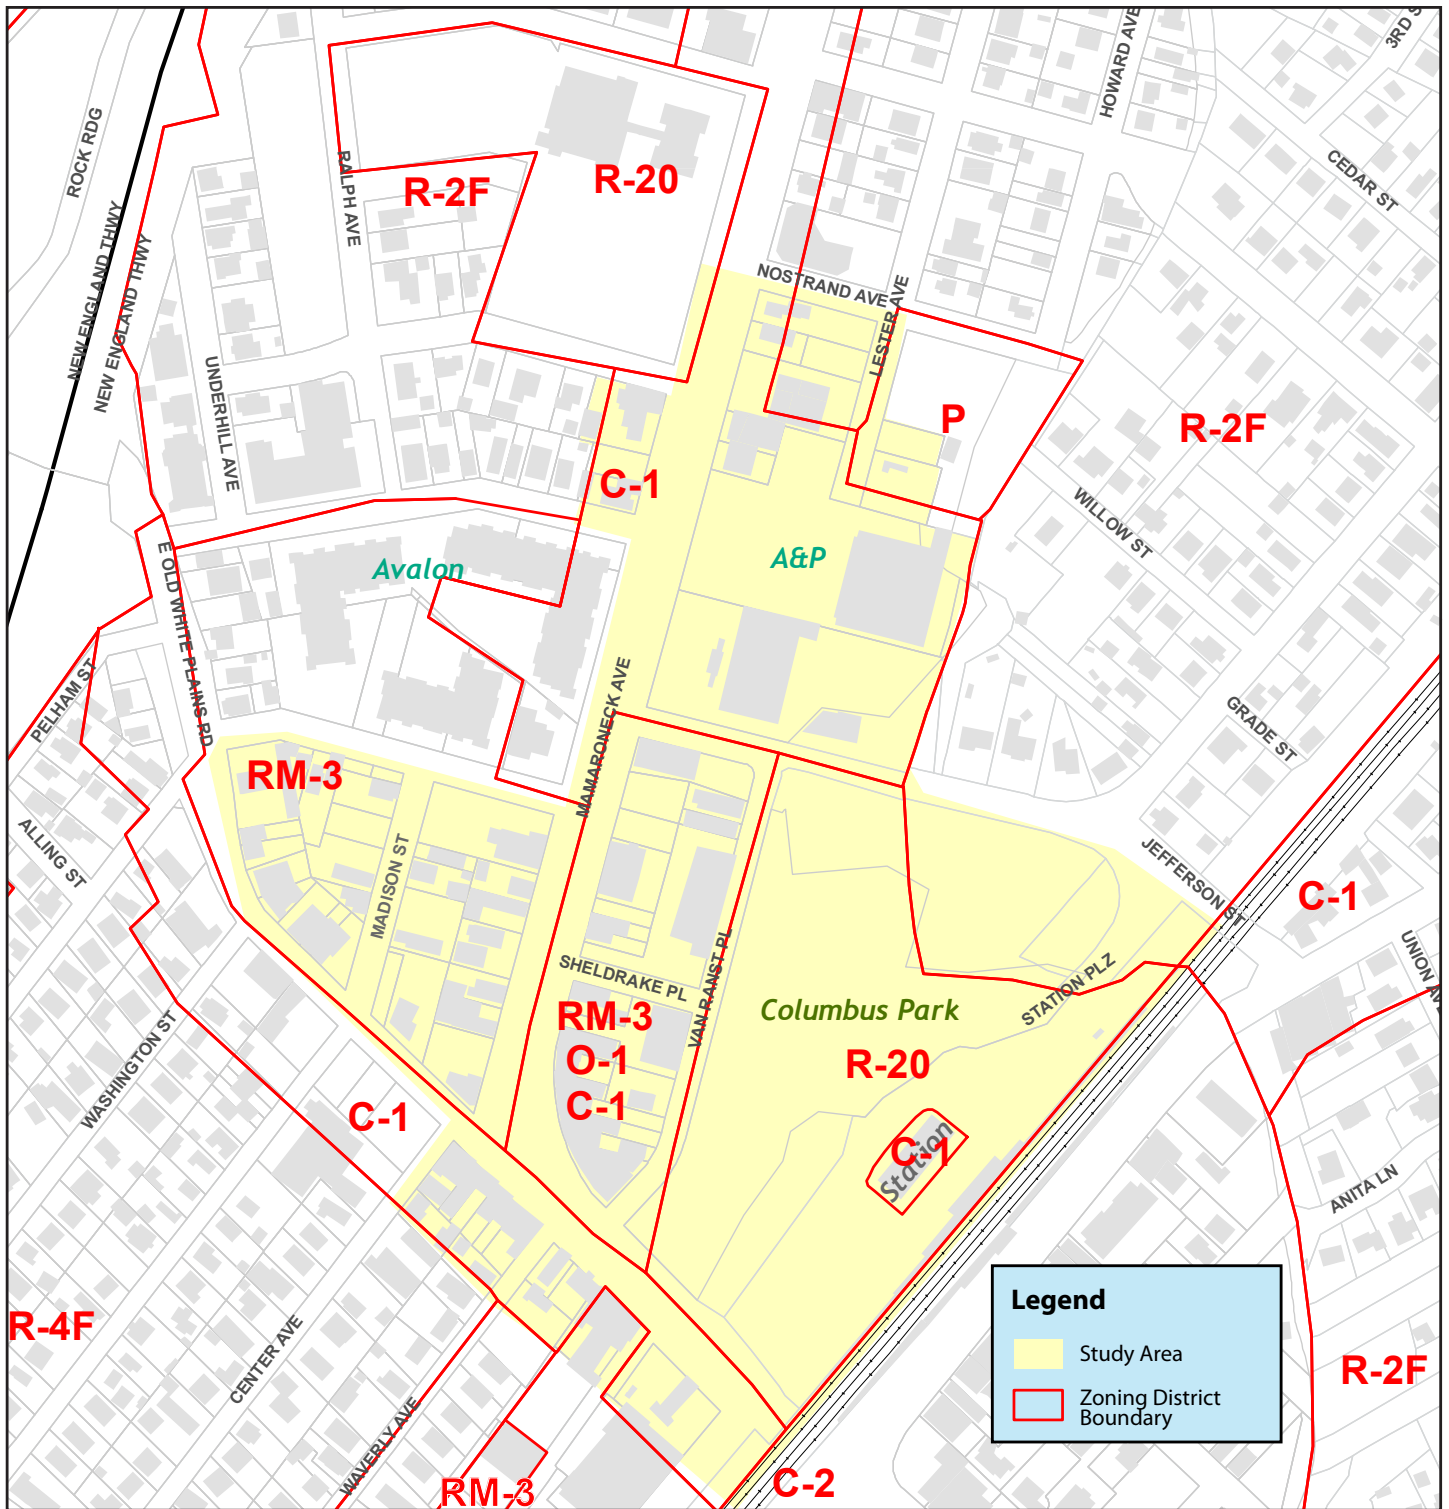 HOWARD AVE
3RD S
ROCK RDG
RALPH AVE
R-2F
R-20
CEDAR ST
NEW ENGLAND THWY
NEW ENGLAND THWY
NOSTRAND AVE
LESTER AVE
UNDERHILL AVE
P
R-2F
C-1
WILLOW ST
A&P
Avalon
E OLD WHITE PLAINS RD
PELHAM ST
MAMARONECK AVE
GRADE ST
RM-3
ALLING ST
MADISON ST
JEFFERSON ST
C-1
UNION AVE
SHELDRAKE PL
VAN RANST PL
STATION PLZ
Columbus Park
RM-3
O-1
C-1
R-20
WASHINGTON ST
C-1
C-1
Station
ANITA LN
R-4F
CENTER AVE
WAVERLY AVE
RM-3
C-2
R-2F
Legend
Study Area
Zoning District
Boundary